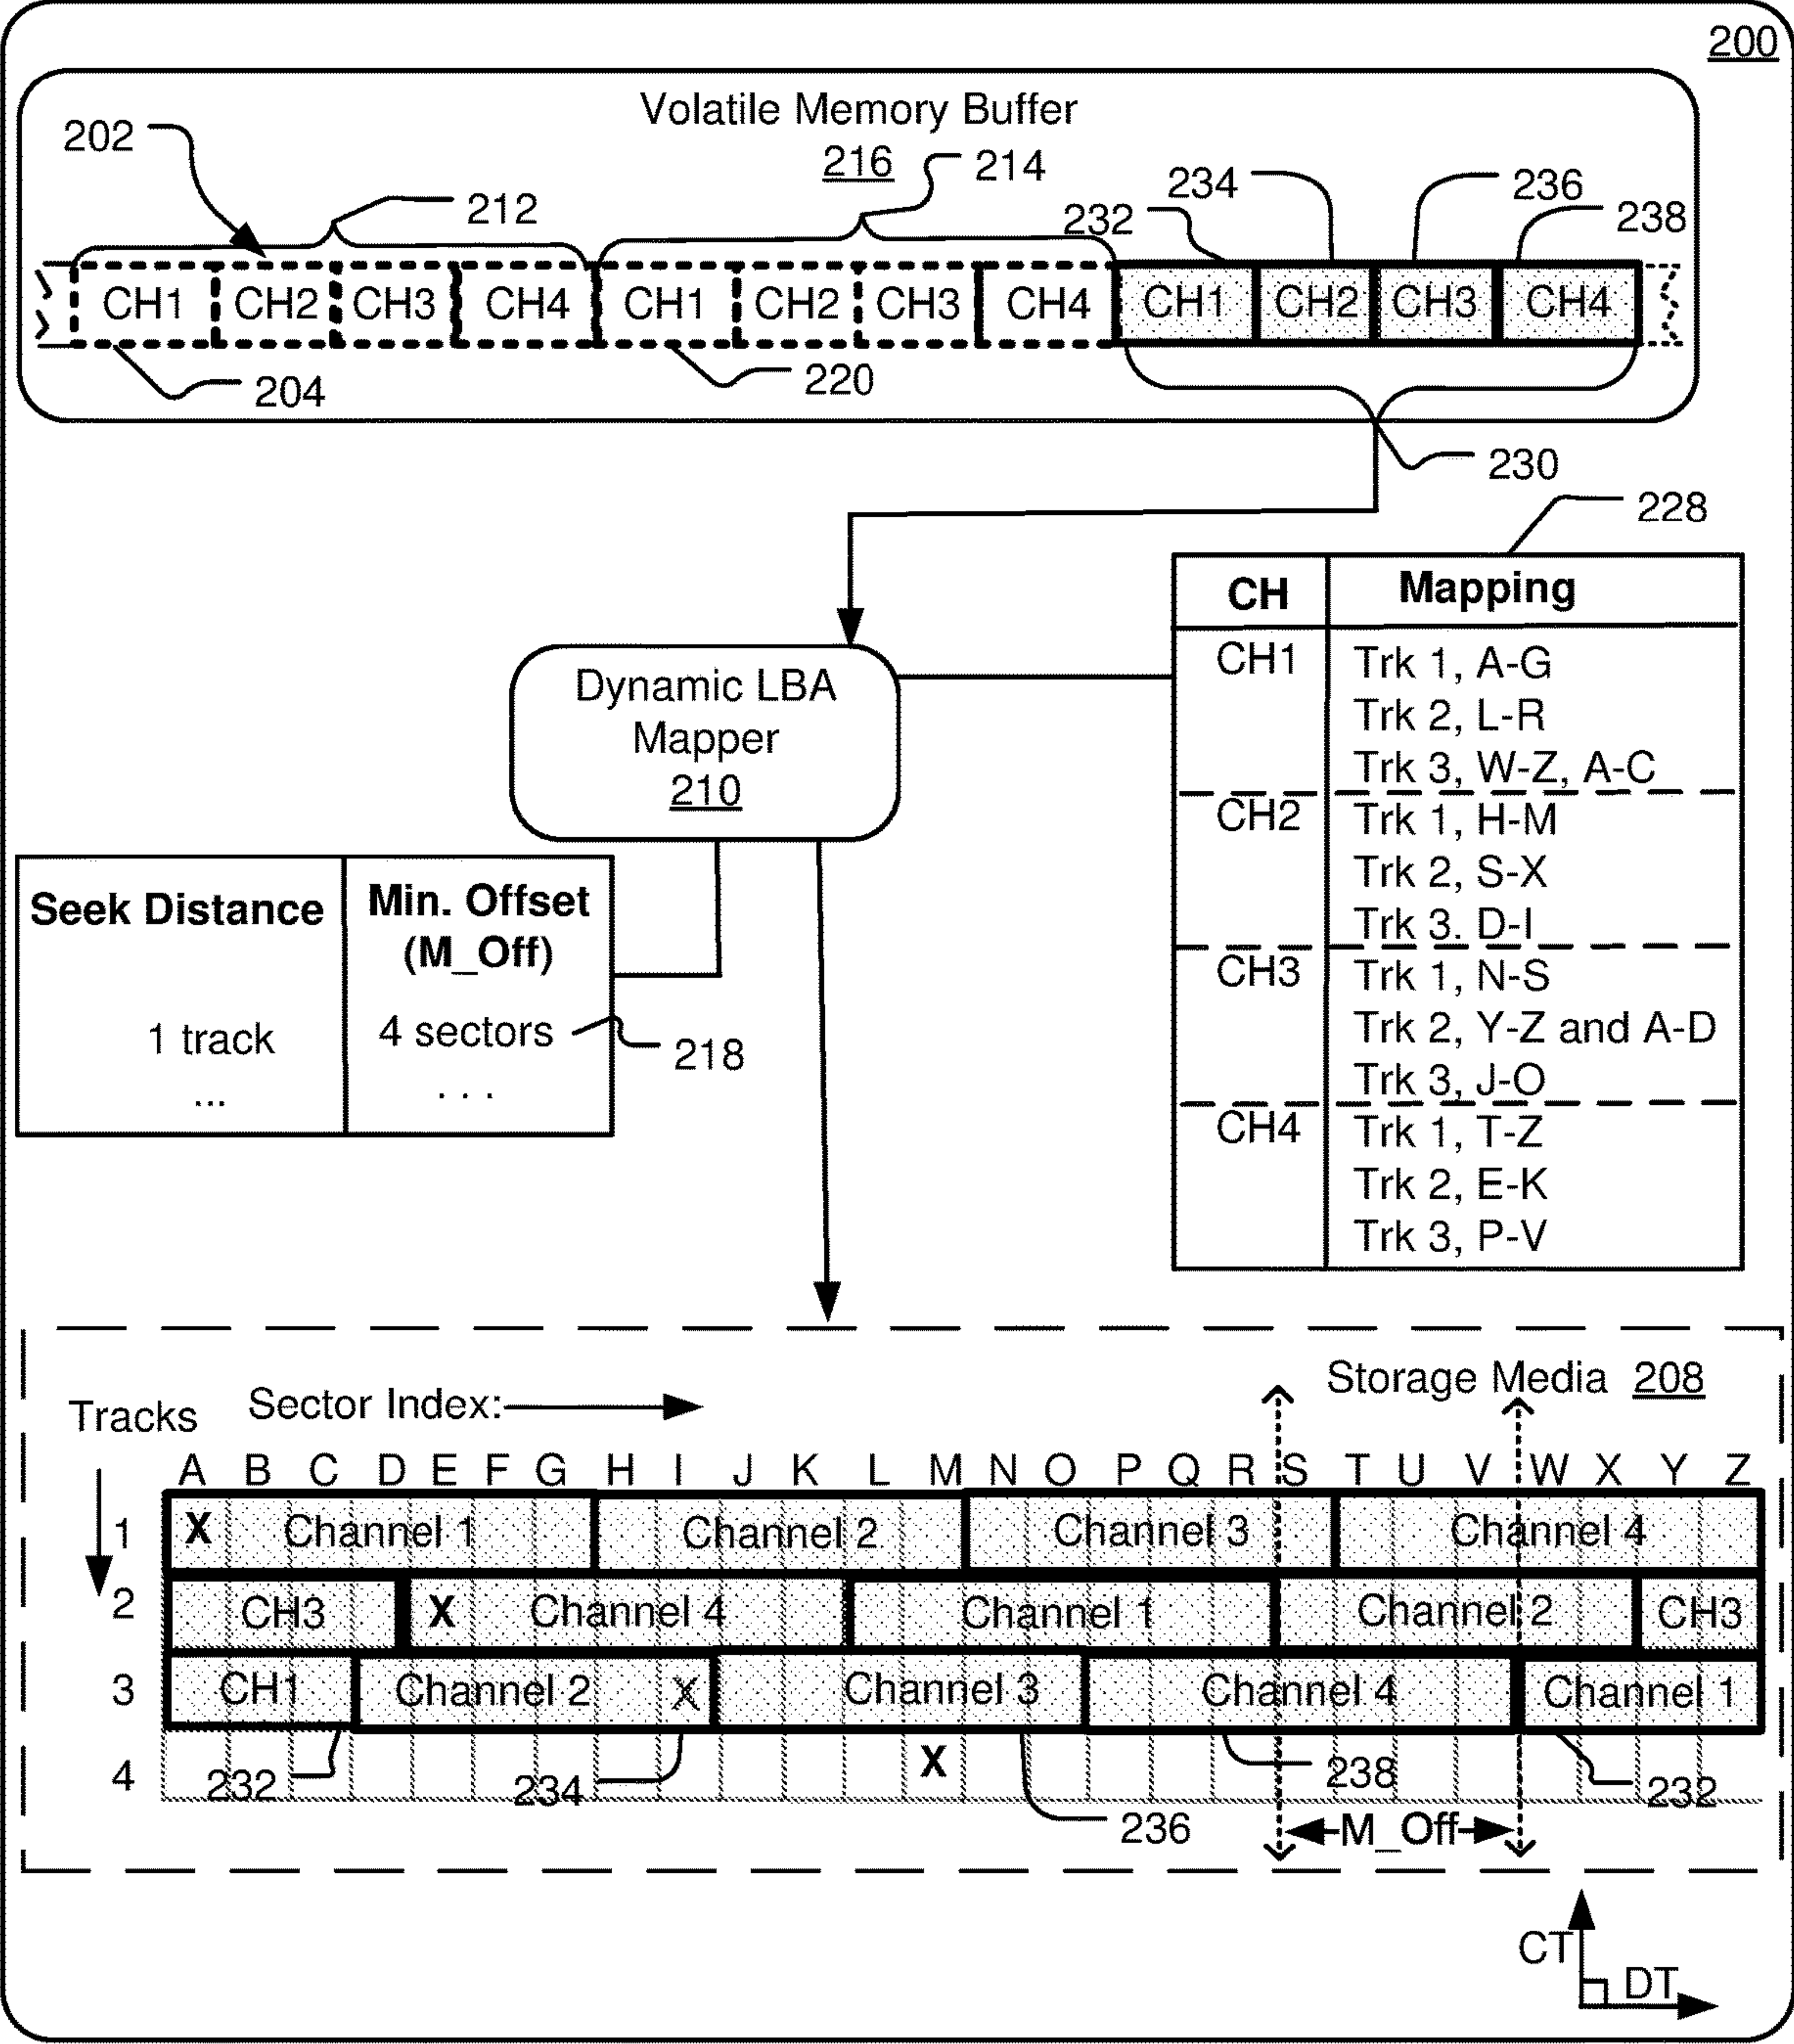 200
Volatile Memory Buffer
216
202
212
214
232
234
236
238
CH1 CH2 CH3 CH4 CH1 CH2 CH3 CH4 CH1 CH2 CH3 CH4
204
220
230
228
CH Mapping
CH1 Trk 1, A-G
Trk 2, L-R
Trk 3, W-Z, A-C
CH2 Trk 1, H-M
Trk 2, S-X
Trk 3. D-I
CH3 Trk 1, N-S
Trk 2, Y-Z and A-D
Trk 3, J-O
CH4 Trk 1, T-Z
Trk 2, E-K
Trk 3, P-V
Dynamic LBA
Mapper
210
Seek Distance
Min. Offset
(M_Off)
1 track
4 sectors
...
. . .
218
Storage Media 208
Tracks
Sector Index:
A B C D E F G H I J K L M N O P Q R S T U V W X Y Z
1 X Channel 1 Channel 2 Channel 3 Channel 4
2 CH3 X Channel 4 Channel 1 Channel 2 CH3
3 CH1 Channel 2 X Channel 3 Channel 4 Channel 1
4 X
232
234
236
238
232
M_Off
CT
DT